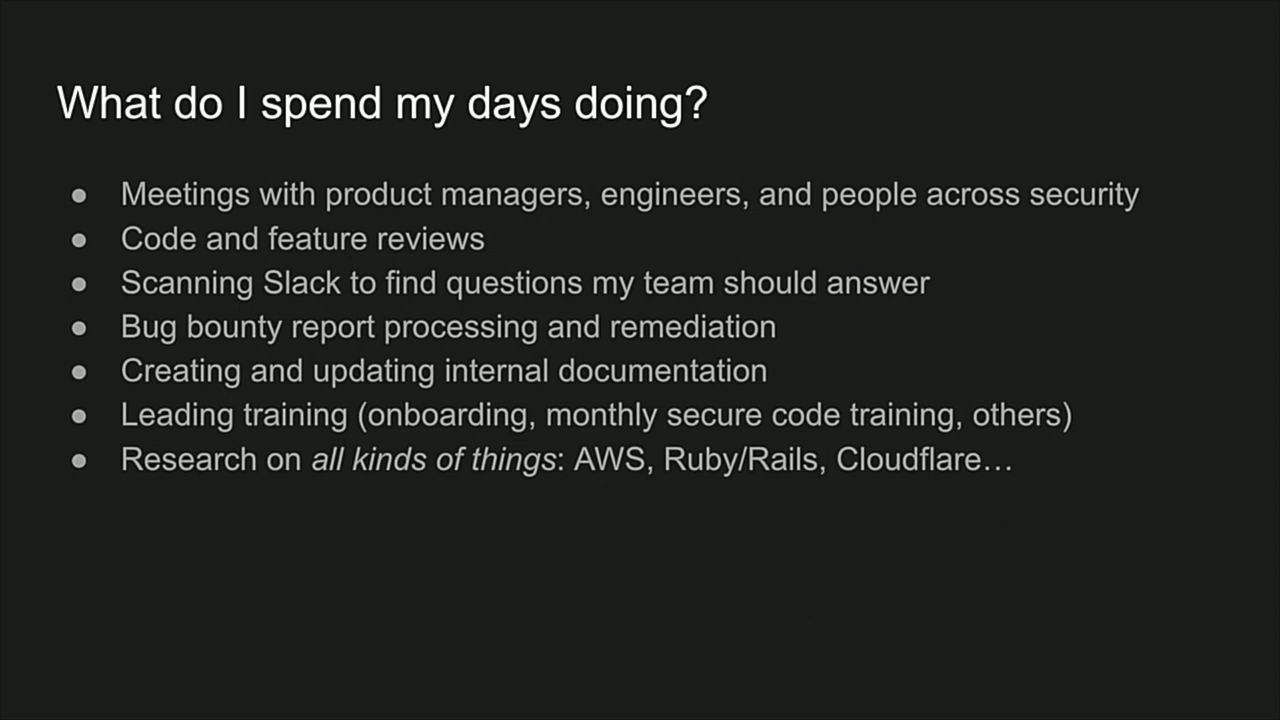 What do I spend my days doing?
● Meetings with product managers, engineers, and people across security
● Code and feature reviews
● Scanning Slack to find questions my team should answer
● Bug bounty report processing and remediation
● Creating and updating internal documentation
● Leading training (onboarding, monthly secure code training, others)
● Research on all kinds of things: AWS, Ruby/Rails, Cloudflare…